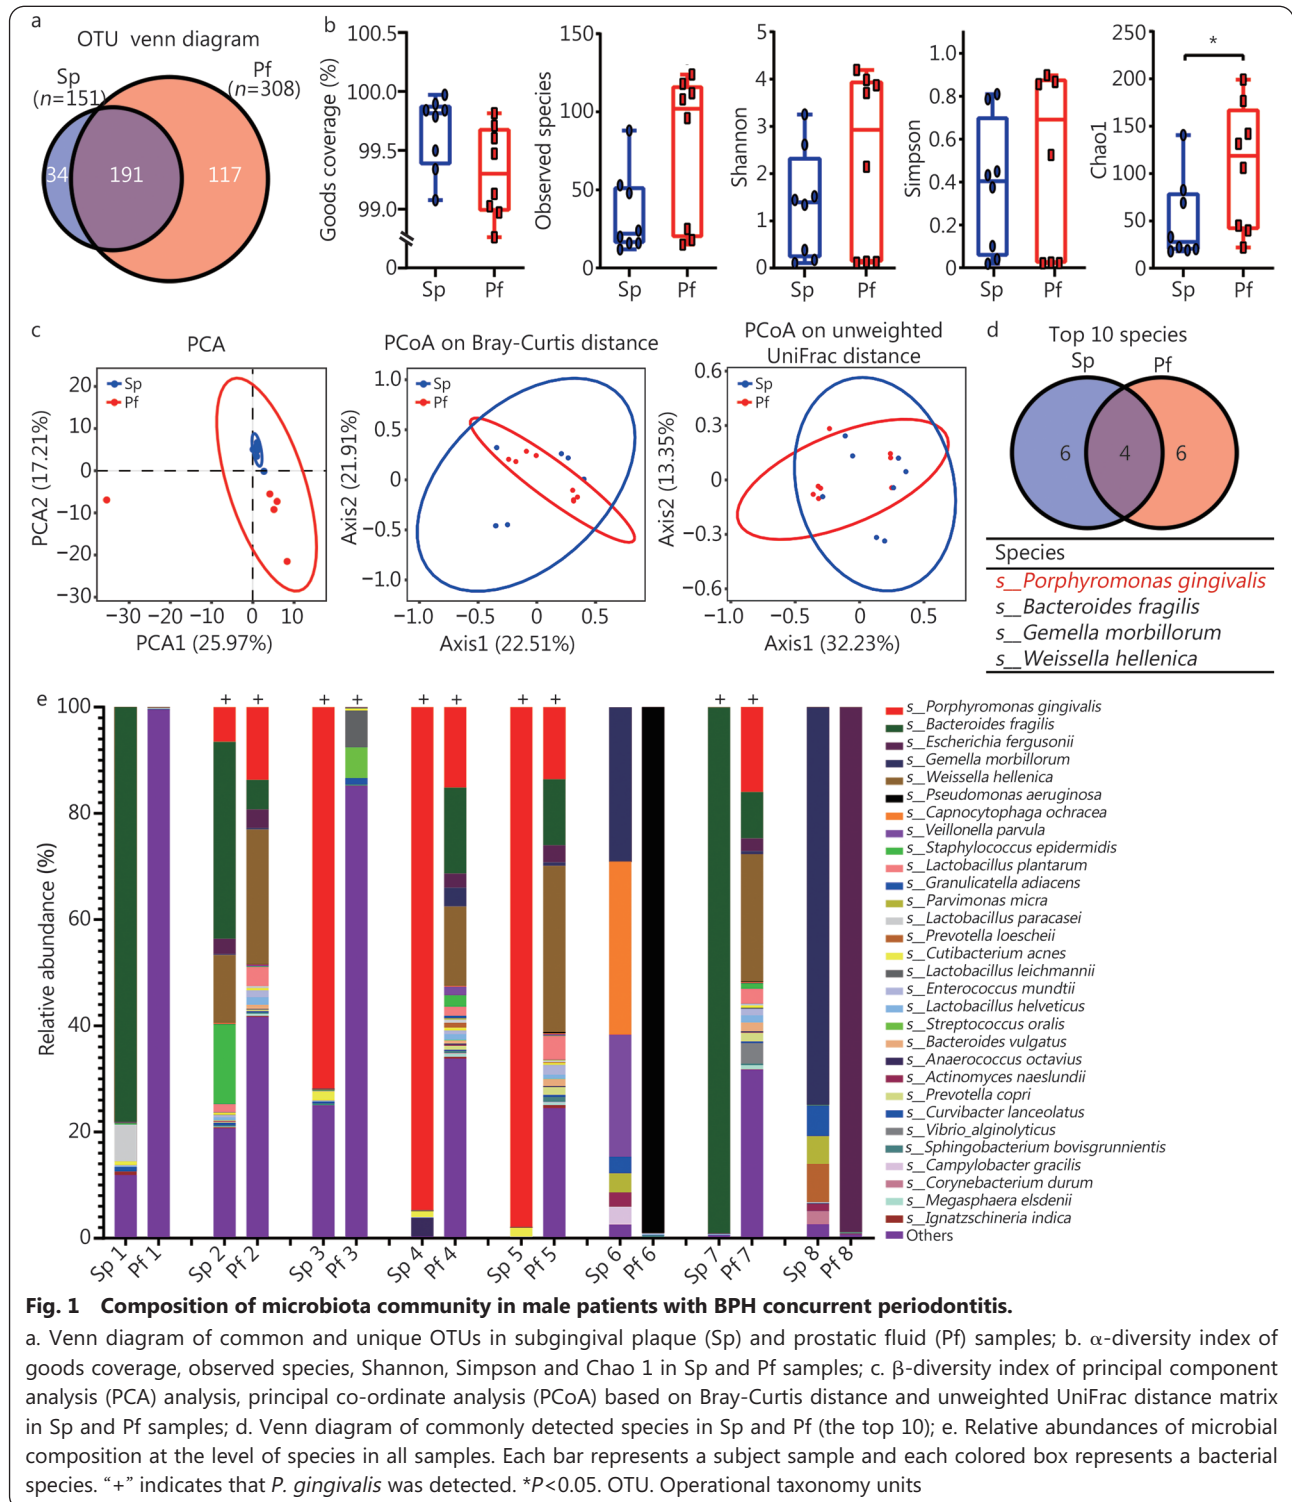 a
OTU venn diagram
Sp
(n=151)
Pf
(n=308)
34
191
117
b
Goods coverage (%)
100.5
100.0
99.5
99.0
0
Sp
Pf
Observed species
150
100
50
0
Sp
Pf
Shannon
5
4
3
2
1
0
Sp
Pf
Simpson
1.0
0.8
0.6
0.4
0.2
0
Sp
Pf
Chao1
250
200
150
100
50
0
*
Sp
Pf
c
PCA
Sp
Pf
PCA2 (17.21%)
20
10
0
−10
−20
−30
−30
−20
−10
0
10
PCA1 (25.97%)
PCoA on Bray-Curtis distance
Sp
Pf
Axis2 (21.91%)
1.0
0.5
0
−0.5
−1.0
−1.0
−0.5
0
0.5
Axis1 (22.51%)
PCoA on unweighted
UniFrac distance
Sp
Pf
Axis2 (13.35%)
0.6
0.3
0
−0.3
−0.6
−1.0
−0.5
0
0.5
Axis1 (32.23%)
d
Top 10 species
Sp
Pf
6
4
6
Species
s__Porphyromonas gingivalis
s__Bacteroides fragilis
s__Gemella morbillorum
s__Weissella hellenica
e
Relative abundance (%)
100
80
60
40
20
0
+ + + + + + + + + +
Sp 1 Pf 1 Sp 2 Pf 2 Sp 3 Pf 3 Sp 4 Pf 4 Sp 5 Pf 5 Sp 6 Pf 6 Sp 7 Pf 7 Sp 8 Pf 8
s__Porphyromonas gingivalis
s__Bacteroides fragilis
s__Escherichia fergusonii
s__Gemella morbillorum
s__Weissella hellenica
s__Pseudomonas aeruginosa
s__Capnocytophaga ochracea
s__Veillonella parvula
s__Staphylococcus epidermidis
s__Lactobacillus plantarum
s__Granulicatella adiacens
s__Parvimonas micra
s__Lactobacillus paracasei
s__Prevotella loescheii
s__Cutibacterium acnes
s__Lactobacillus leichmannii
s__Enterococcus mundtii
s__Lactobacillus helveticus
s__Streptococcus oralis
s__Bacteroides vulgatus
s__Anaerococcus octavius
s__Actinomyces naeslundii
s__Prevotella copri
s__Curvibacter lanceolatus
s__Vibrio_alginolyticus
s__Sphingobacterium bovisgrunnientis
s__Campylobacter gracilis
s__Corynebacterium durum
s__Megasphaera elsdenii
s__Ignatzschineria indica
Others
Fig. 1 Composition of microbiota community in male patients with BPH concurrent periodontitis.
a. Venn diagram of common and unique OTUs in subgingival plaque (Sp) and prostatic fluid (Pf) samples; b. α-diversity index of
goods coverage, observed species, Shannon, Simpson and Chao 1 in Sp and Pf samples; c. β-diversity index of principal component
analysis (PCA) analysis, principal co-ordinate analysis (PCoA) based on Bray-Curtis distance and unweighted UniFrac distance matrix
in Sp and Pf samples; d. Venn diagram of commonly detected species in Sp and Pf (the top 10); e. Relative abundances of microbial
composition at the level of species in all samples. Each bar represents a subject sample and each colored box represents a bacterial
species. “+” indicates that P. gingivalis was detected. *P<0.05. OTU. Operational taxonomy units